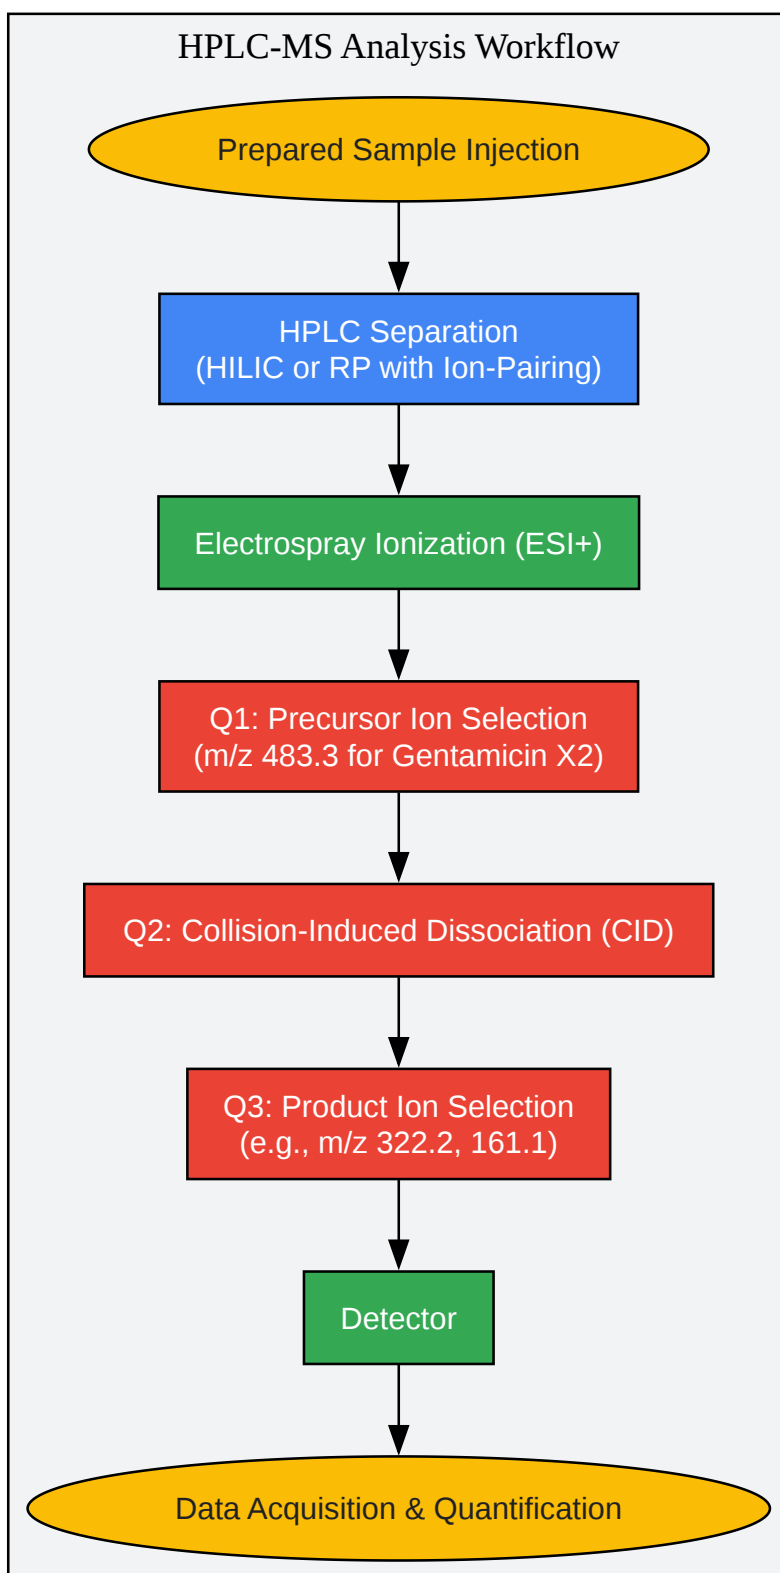 HPLC-MS Analysis Workflow
Prepared Sample Injection
HPLC Separation
(HILIC or RP with Ion-Pairing)
Electrospray Ionization (ESI+)
Q1: Precursor Ion Selection
(m/z 483.3 for Gentamicin X2)
Q2: Collision-Induced Dissociation (CID)
Q3: Product Ion Selection
(e.g., m/z 322.2, 161.1)
Detector
Data Acquisition & Quantification